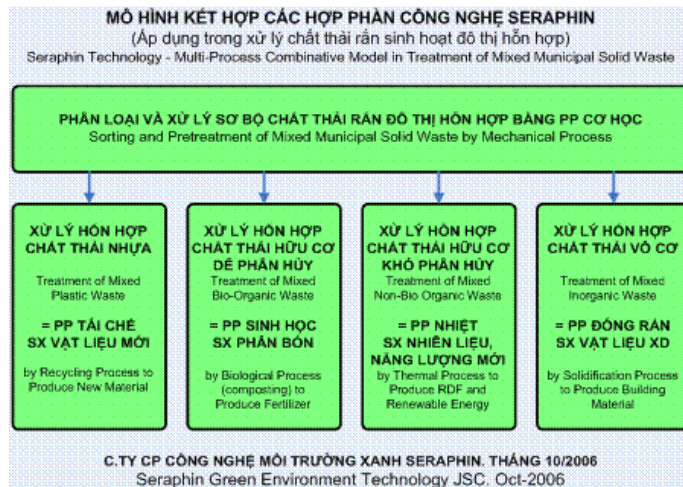 MÔ HÌNH KẾT HỢP CÁC HỢP PHẦN CÔNG NGHỆ SERAPHIN
(Áp dụng trong xử lý chất thải rắn sinh hoạt đô thị hỗn hợp)
Seraphin Technology - Multi-Process Combinative Model in Treatment of Mixed Municipal Solid Waste
PHÂN LOẠI VÀ XỬ LÝ SƠ BỘ CHẤT THẢI RẮN ĐÔ THỊ HỖN HỢP BẰNG PP CƠ HỌC
Sorting and Pretreatment of Mixed Municipal Solid Waste by Mechanical Process
XỬ LÝ HỖN HỢP
CHẤT THẢI NHỰA
Treatment of Mixed
Plastic Waste
= PP TÁI CHẾ
SX VẬT LIỆU MỚI
by Recycling Process to
Produce New Material
XỬ LÝ HỖN HỢP
CHẤT THẢI HỮU CƠ
DỄ PHÂN HỦY
Treatment of Mixed
Bio-Organic Waste
= PP SINH HỌC
SX PHÂN BÓN
by Biological Process
(composting) to
Produce Fertilizer
XỬ LÝ HỖN HỢP
CHẤT THẢI HỮU CƠ
KHÓ PHÂN HỦY
Treatment of Mixed
Non-Bio Organic Waste
= PP NHIỆT
SX NHIÊN LIỆU,
NĂNG LƯỢNG MỚI
by Thermal Process to
Produce RDF and
Renewable Energy
XỬ LÝ HỖN HỢP
CHẤT THẢI VÔ CƠ
Treatment of Mixed
Inorganic Waste
= PP ĐÓNG RẮN
SX VẬT LIỆU XD
by Solidification Process
to Produce Building
Material
C.TY CP CÔNG NGHỆ MÔI TRƯỜNG XANH SERAPHIN. THÁNG 10/2006
Seraphin Green Environment Technology JSC. Oct-2006